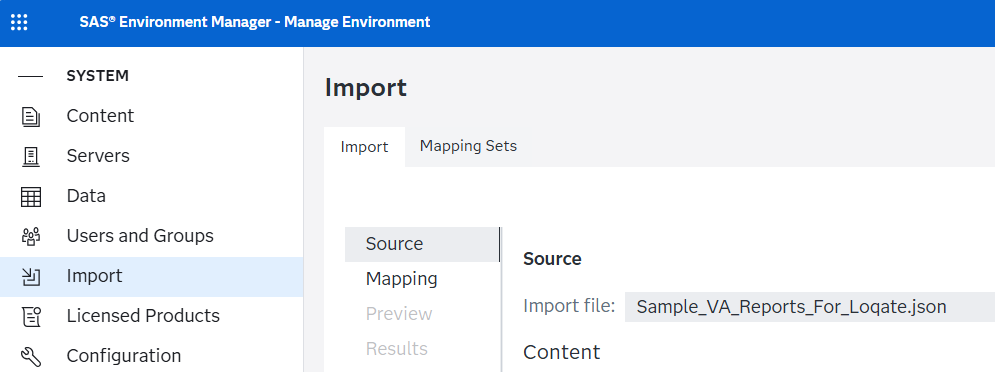 SAS® Environment Manager - Manage Environment
SYSTEM
Content
Servers
Data
Users and Groups
Import
Licensed Products
Configuration
Import
Import Mapping Sets
Source
Mapping
Preview
Results
Source
Import file: Sample_VA_Reports_For_Loqate.json
Content